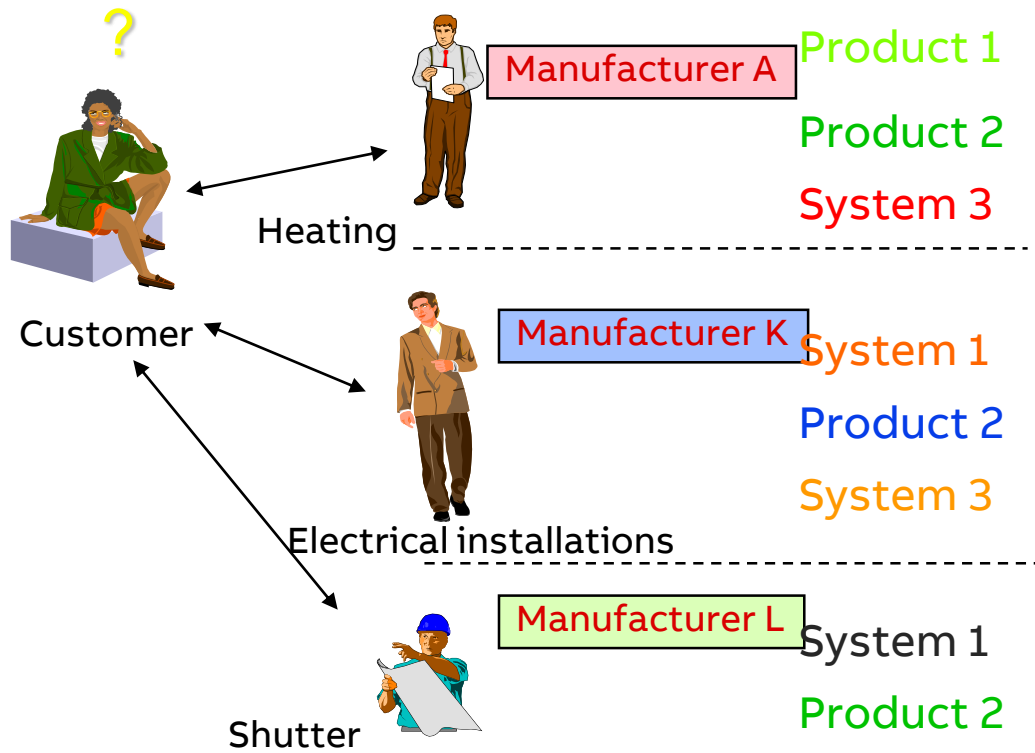 ?
Manufacturer A
Product 1
Product 2
System 3
Heating
Customer
Manufacturer K
System 1
Product 2
System 3
Electrical installations
Manufacturer L
System 1
Product 2
Shutter